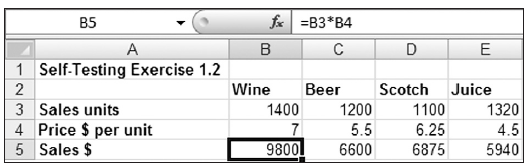 B5 fx =B3*B4
A B C D E
1 Self-Testing Exercise 1.2
2 Wine Beer Scotch Juice
3 Sales units 1400 1200 1100 1320
4 Price $ per unit 7 5.5 6.25 4.5
5 Sales $ 9800 6600 6875 5940